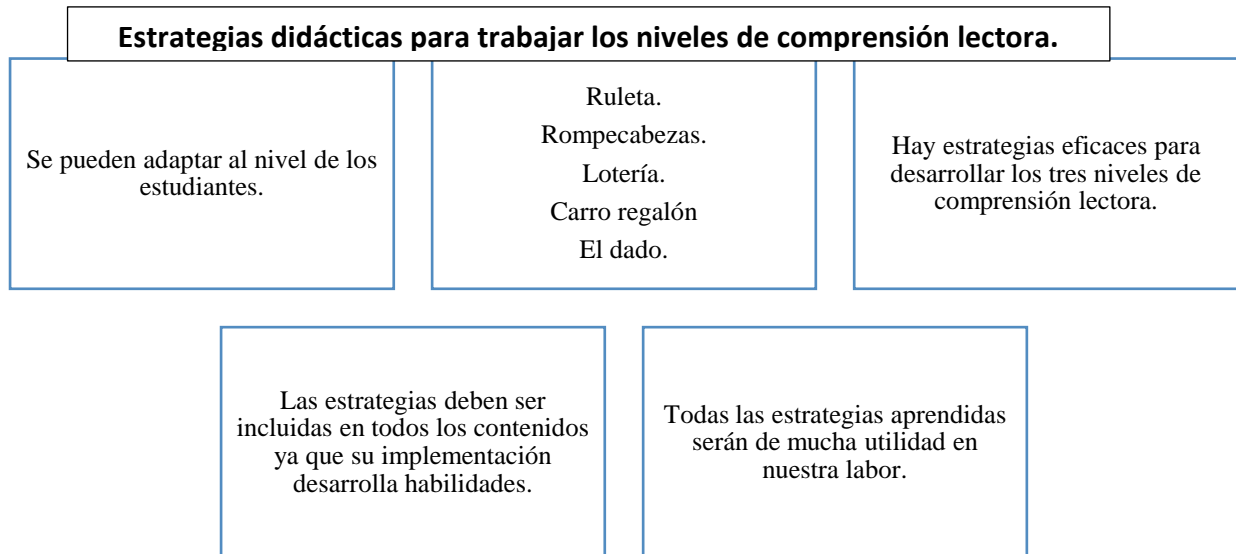 Estrategias didácticas para trabajar los niveles de comprensión lectora.
Se pueden adaptar al nivel de los
estudiantes.
Ruleta.
Rompecabezas.
Lotería.
Carro regalón
El dado.
Hay estrategias eficaces para
desarrollar los tres niveles de
comprensión lectora.
Las estrategias deben ser
incluidas en todos los contenidos
ya que su implementación
desarrolla habilidades.
Todas las estrategias aprendidas
serán de mucha utilidad en
nuestra labor.